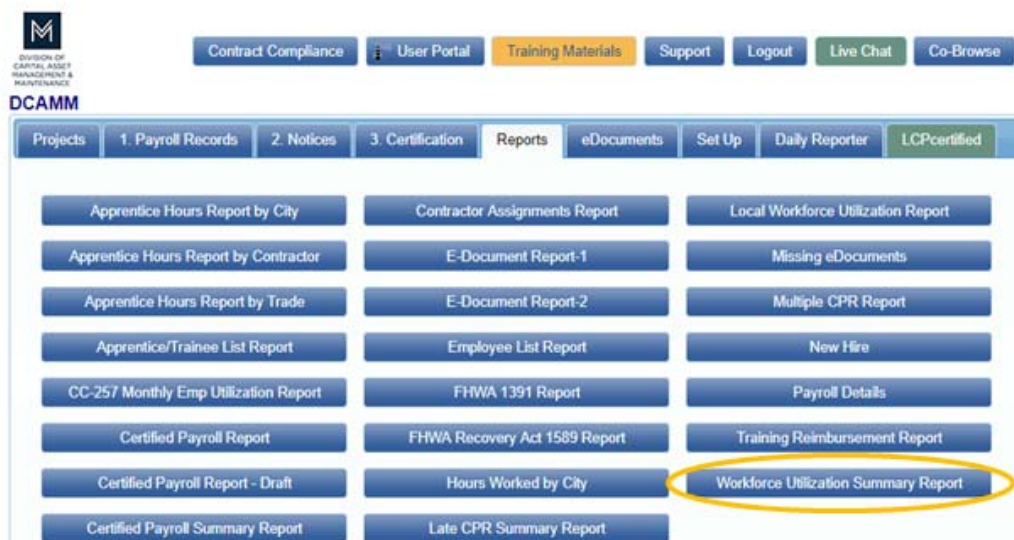 DIVISION OF
CAPITAL ASSET
MANAGEMENT &
MAINTENANCE
DCAMM
Contract Compliance
User Portal
Training Materials
Support
Logout
Live Chat
Co-Browse
Projects
1. Payroll Records
2. Notices
3. Certification
Reports
eDocuments
Set Up
Daily Reporter
LCPcertified
Apprentice Hours Report by City
Contractor Assignments Report
Local Workforce Utilization Report
Apprentice Hours Report by Contractor
E-Document Report-1
Missing eDocuments
Apprentice Hours Report by Trade
E-Document Report-2
Multiple CPR Report
Apprentice/Trainee List Report
Employee List Report
New Hire
CC-257 Monthly Emp Utilization Report
FHWA 1391 Report
Payroll Details
Certified Payroll Report
FHWA Recovery Act 1589 Report
Training Reimbursement Report
Certified Payroll Report - Draft
Hours Worked by City
Workforce Utilization Summary Report
Certified Payroll Summary Report
Late CPR Summary Report